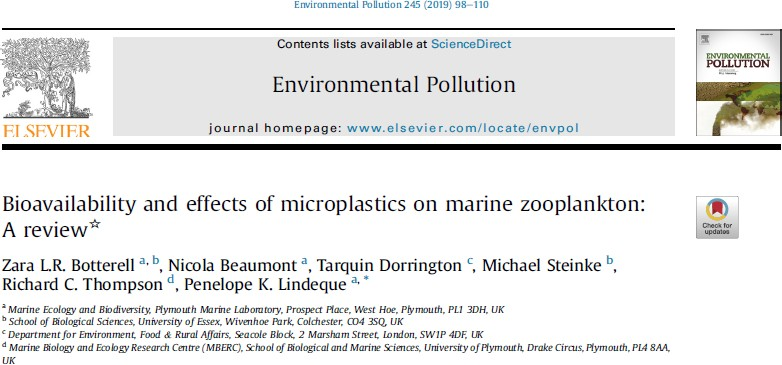 Environmental Pollution 245 (2019) 98–110
Contents lists available at ScienceDirect
Environmental Pollution
journal homepage: www.elsevier.com/locate/envpol
ELSEVIER
ENVIRONMENTAL
POLLUTION
Bioavailability and effects of microplastics on marine zooplankton:
A review☆
Check for
updates
Zara L.R. Botterell a, b, Nicola Beaumont a, Tarquin Dorrington c, Michael Steinke b,
Richard C. Thompson d, Penelope K. Lindeque a, *
a Marine Ecology and Biodiversity, Plymouth Marine Laboratory, Prospect Place, West Hoe, Plymouth, PL1 3DH, UK
b School of Biological Sciences, University of Essex, Wivenhoe Park, Colchester, CO4 3SQ, UK
c Department for Environment, Food & Rural Affairs, Seacole Block, 2 Marsham Street, London, SW1P 4DF, UK
d Marine Biology and Ecology Research Centre (MBERC), School of Biological and Marine Sciences, University of Plymouth, Drake Circus, Plymouth, PL4 8AA,
UK